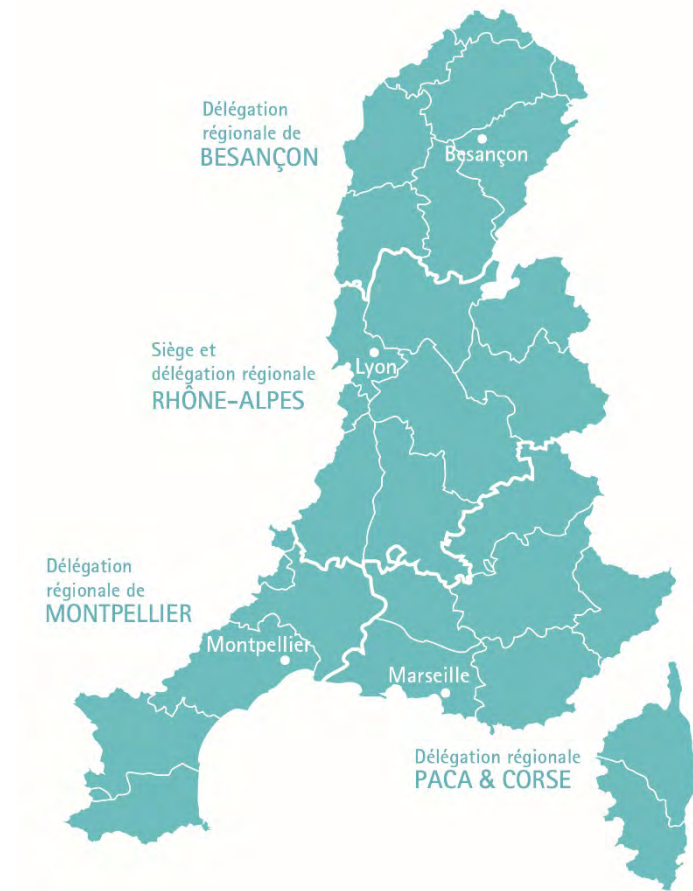 Délégation
régionale de
BESANÇON
Besançon
Siège et
délégation régionale
RHÔNE-ALPES
Lyon
Délégation
régionale de
MONTPELLIER
Montpellier
Marseille
Délégation régionale
PACA & CORSE